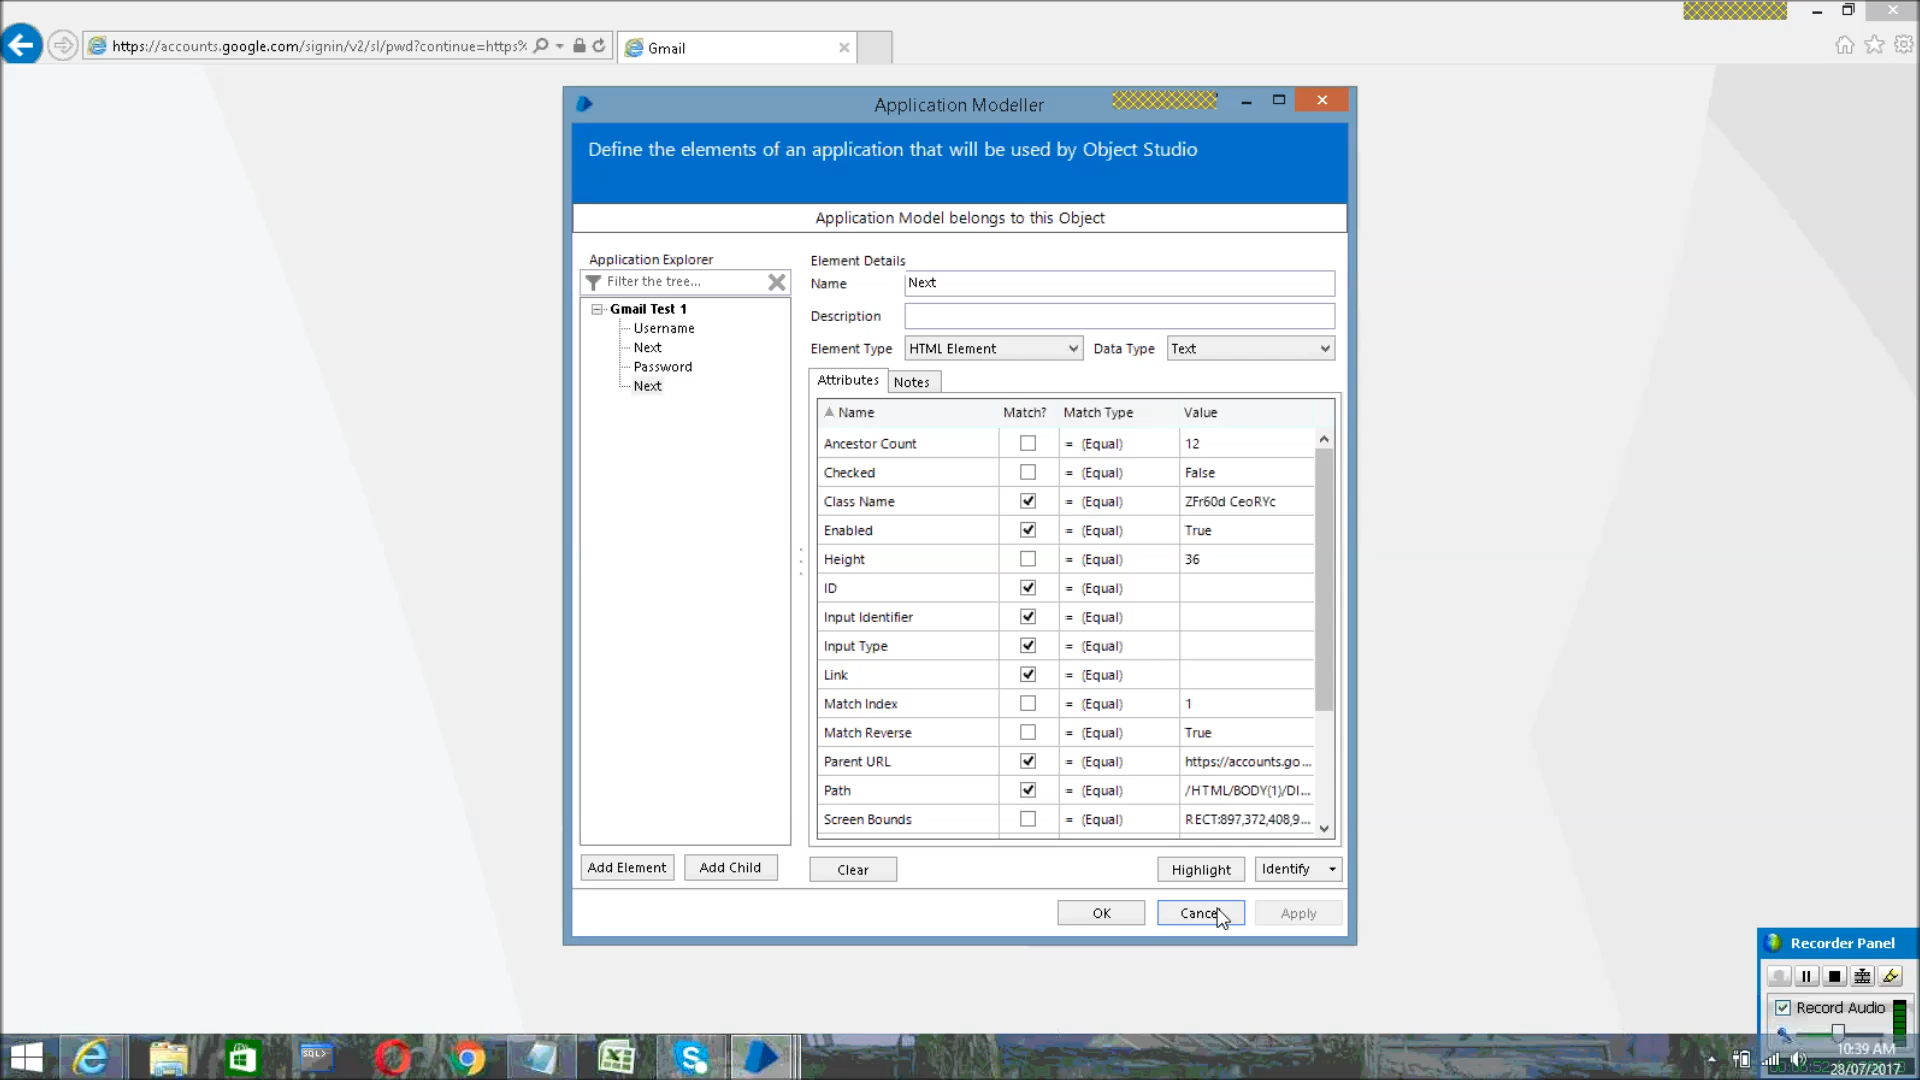 https://accounts.google.com/signin/v2/sl/pwd?continue=https%
Gmail
Application Modeller
Define the elements of an application that will be used by Object Studio
Application Model belongs to this Object
Application Explorer
Filter the tree...
Gmail Test 1
Username
Next
Password
Next
Element Details
Name Next
Description
Element Type HTML Element Data Type Text
Attributes Notes
Name Match? Match Type Value
Ancestor Count = (Equal) 12
Checked = (Equal) False
Class Name = (Equal) ZFr60d CeoRYc
Enabled = (Equal) True
Height = (Equal) 36
ID = (Equal)
Input Identifier = (Equal)
Input Type = (Equal)
Link = (Equal)
Match Index = (Equal) 1
Match Reverse = (Equal) True
Parent URL = (Equal) https://accounts.go...
Path = (Equal) /HTML/BODY(1)/DI...
Screen Bounds = (Equal) RECT:897,372,408,9...
Add Element Add Child Clear Highlight Identify
OK Cancel Apply
Recorder Panel
Record Audio
SQL>
10:39 AM
28/07/2017